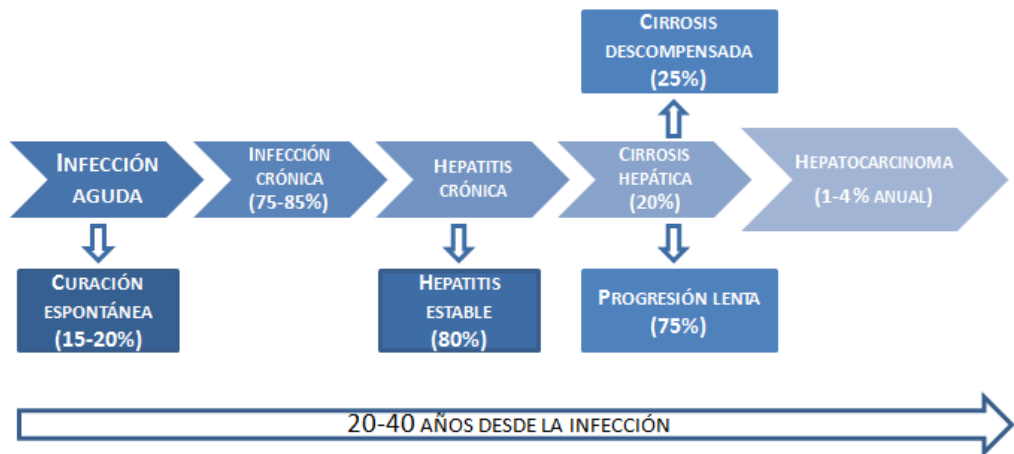 CIRROSIS
DESCOMPENSADA
(25%)
INFECCIÓN
AGUDA
INFECCIÓN
CRÓNICA
(75-85%)
HEPATITIS
CRÓNICA
CIRROSIS
HEPÁTICA
(20%)
HEPATOCARCINOMA
(1-4% ANUAL)
CURACIÓN
ESPONTÁNEA
(15-20%)
HEPATITIS
ESTABLE
(80%)
PROGRESIÓN LENTA
(75%)
20-40 AÑOS DESDE LA INFECCIÓN